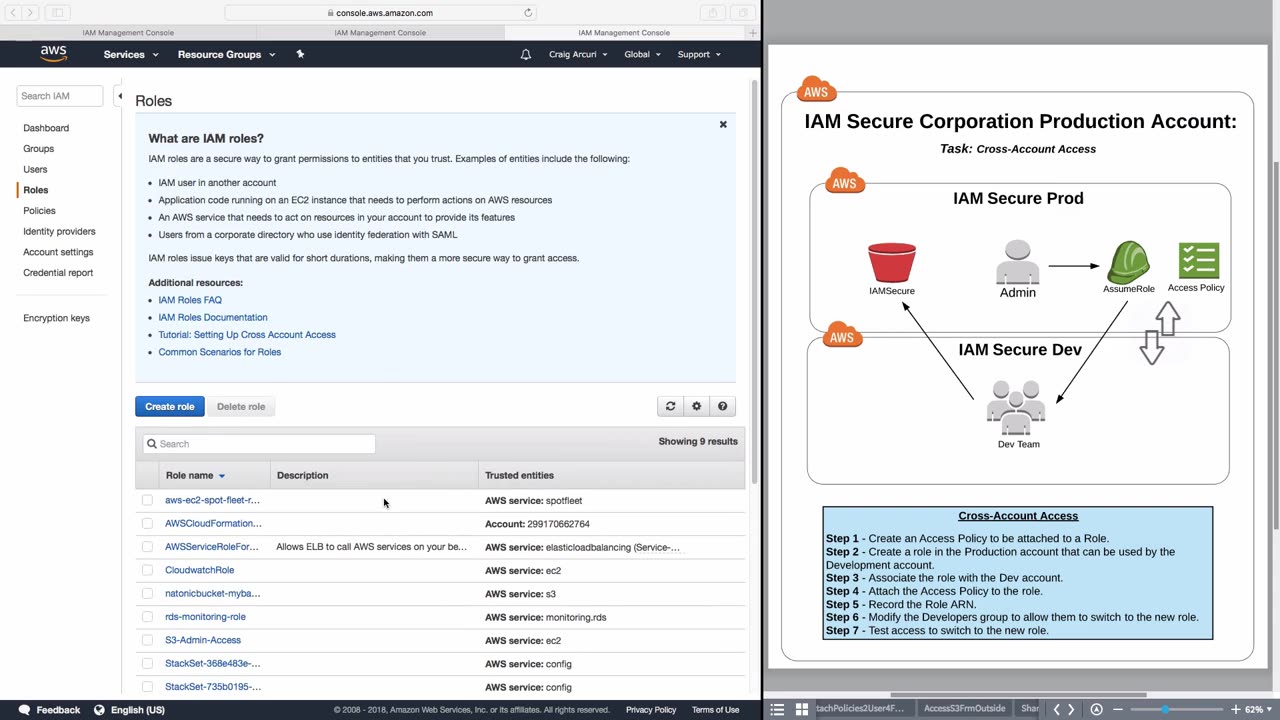 console.aws.amazon.com
IAM Management Console
IAM Management Console
IAM Management Console
aws
Services
Resource Groups
Craig Arcuri
Global
Support
Search IAM
Dashboard
Groups
Users
Roles
Policies
Identity providers
Account settings
Credential report
Encryption keys
Roles
What are IAM roles?
IAM roles are a secure way to grant permissions to entities that you trust. Examples of entities include the following:
IAM user in another account
Application code running on an EC2 instance that needs to perform actions on AWS resources
An AWS service that needs to act on resources in your account to provide its features
Users from a corporate directory who use identity federation with SAML
IAM roles issue keys that are valid for short durations, making them a more secure way to grant access.
Additional resources:
IAM Roles FAQ
IAM Roles Documentation
Tutorial: Setting Up Cross Account Access
Common Scenarios for Roles
Create role
Delete role
Search
Showing 9 results
Role name
Description
Trusted entities
aws-ec2-spot-fleet-r...
AWS service: spotfleet
AWSCloudFormation...
Account: 299170662764
AWSServiceRoleFor...
Allows ELB to call AWS services on your be...
AWS service: elasticloadbalancing (Service-...
CloudwatchRole
AWS service: ec2
natonicbucket-myba...
AWS service: s3
rds-monitoring-role
AWS service: monitoring.rds
S3-Admin-Access
AWS service: ec2
StackSet-368e483e-...
AWS service: config
StackSet-735b0195-...
AWS service: config
Feedback
English (US)
© 2008 - 2018, Amazon Web Services, Inc. or its affiliates. All rights reserved.
Privacy Policy
Terms of Use
AWS
IAM Secure Corporation Production Account:
Task: Cross-Account Access
AWS
IAM Secure Prod
IAMSecure
Admin
AssumeRole
Access Policy
AWS
IAM Secure Dev
Dev Team
Cross-Account Access
Step 1 - Create an Access Policy to be attached to a Role.
Step 2 - Create a role in the Production account that can be used by the
Development account.
Step 3 - Associate the role with the Dev account.
Step 4 - Attach the Access Policy to the role.
Step 5 - Record the Role ARN.
Step 6 - Modify the Developers group to allow them to switch to the new role.
Step 7 - Test access to switch to the new role.
tachPolicies2User4F...
AccessS3FrmOutside
Shar
62%